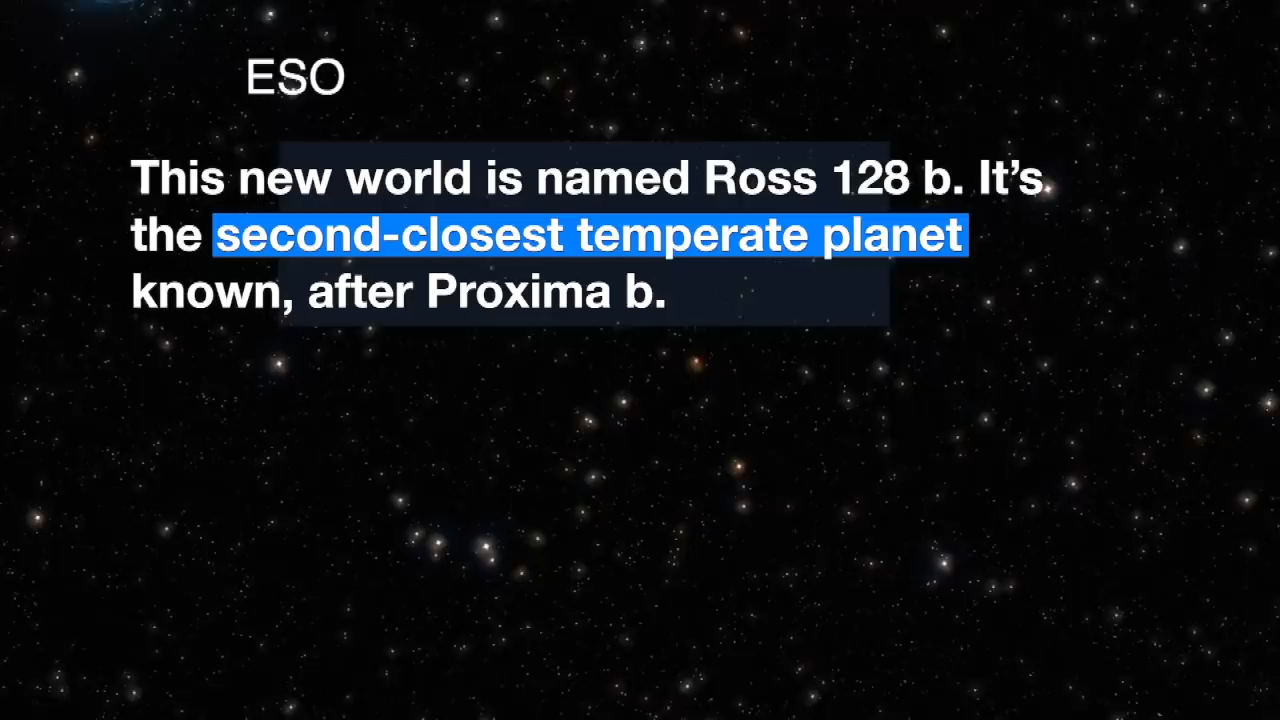 ESO
This new world is named Ross 128 b. It’s
the second-closest temperate planet
known, after Proxima b.